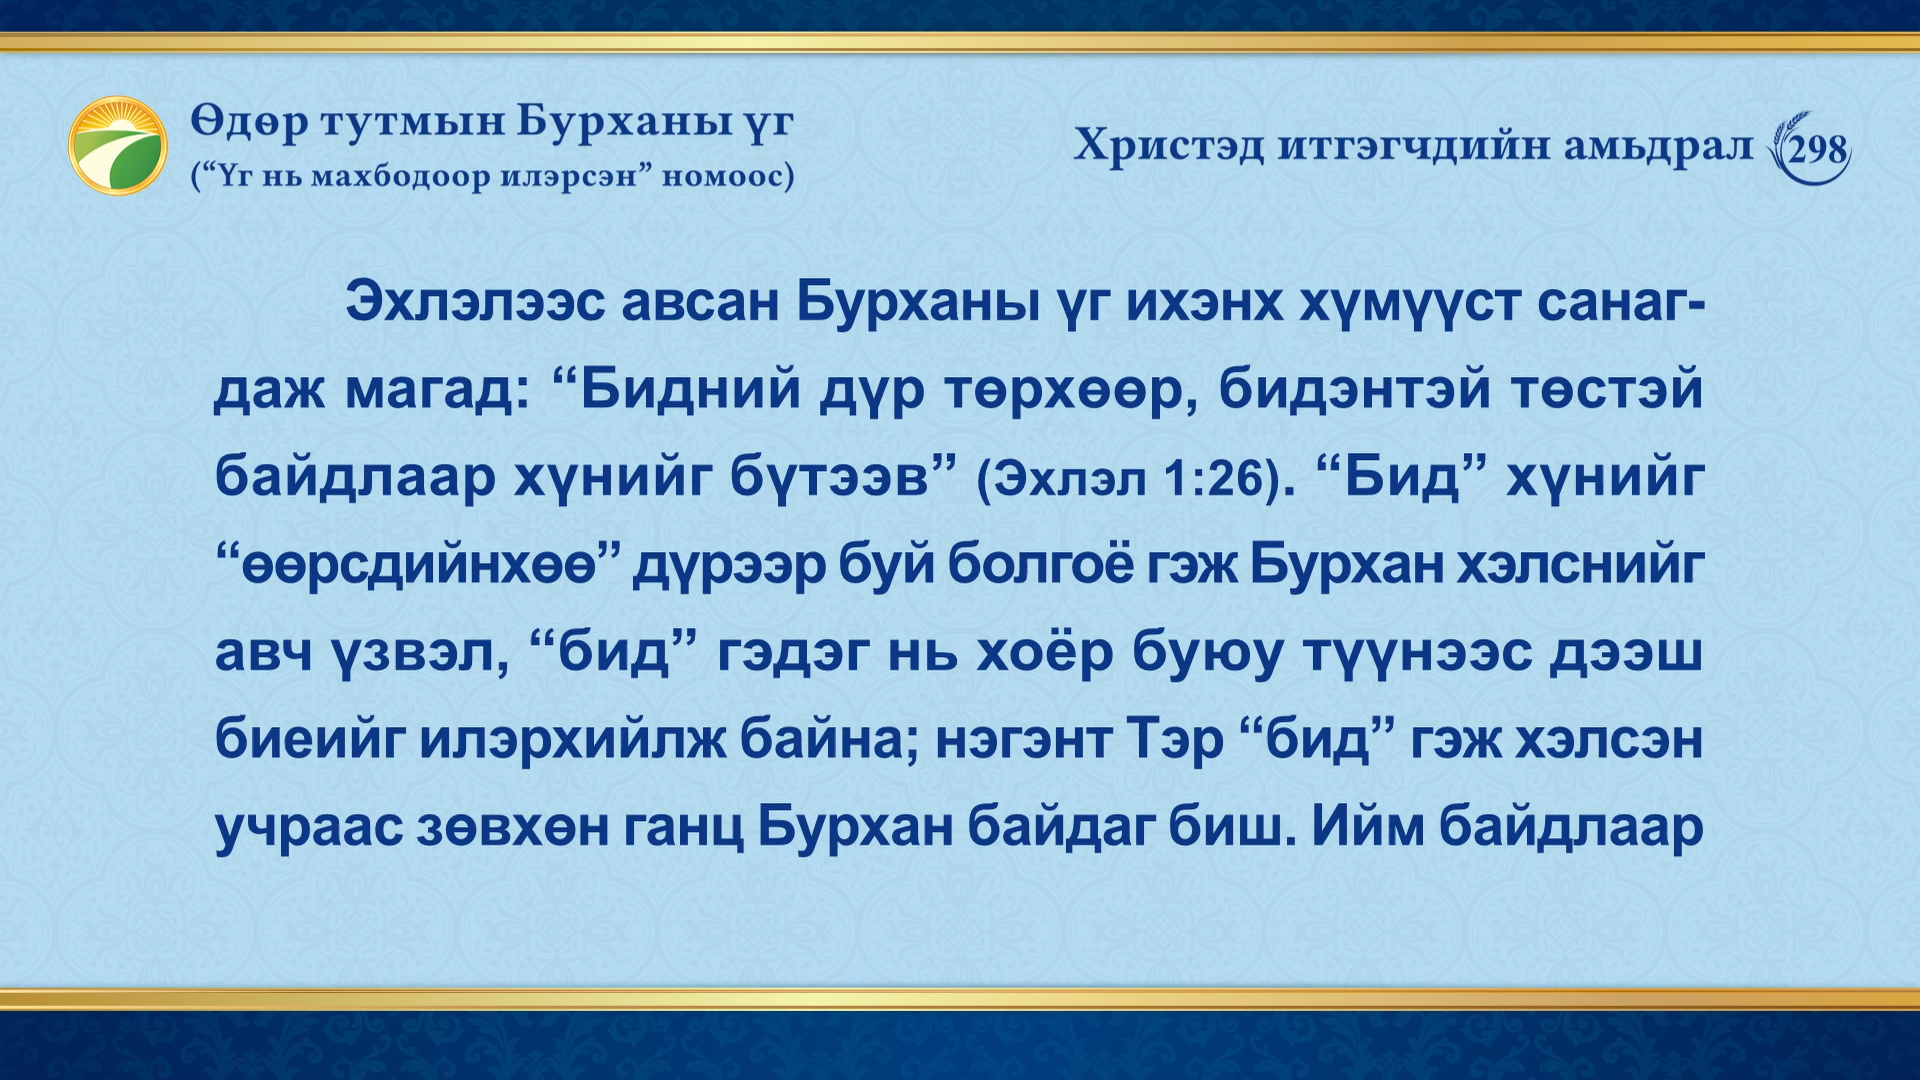 Өдөр тутмын Бурханы үг
(“Үг нь махбодоор илэрсэн” номоос)
Христэд итгэгчдийн амьдрал 298
Эхлэлээс авсан Бурханы үг ихэнх хүмүүст санаг-
даж магад: “Бидний дүр төрхөөр, бидэнтэй төстэй
байдлаар хүнийг бүтээв” (Эхлэл 1:26). “Бид” хүнийг
“өөрсдийнхөө” дүрээр буй болгоё гэж Бурхан хэлснийг
авч үзвэл, “бид” гэдэг нь хоёр буюу түүнээс дээш
биеийг илэрхийлж байна; нэгэнт Тэр “бид” гэж хэлсэн
учраас зөвхөн ганц Бурхан байдаг биш. Ийм байдлаар